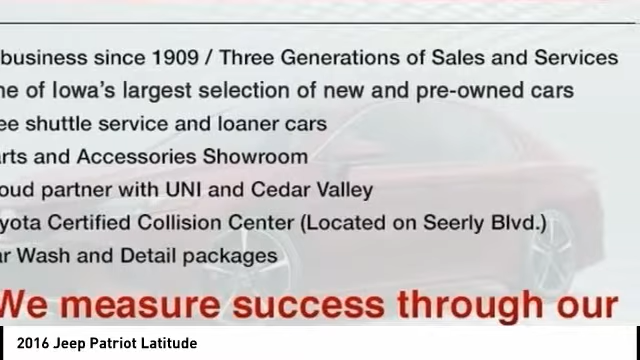 business since 1909 / Three Generations of Sales and Services
ne of Iowa's largest selection of new and pre-owned cars
ee shuttle service and loaner cars
rts and Accessories Showroom
oud partner with UNI and Cedar Valley
yota Certified Collision Center (Located on Seerly Blvd.)
ar Wash and Detail packages
We measure success through our
2016 Jeep Patriot Latitude